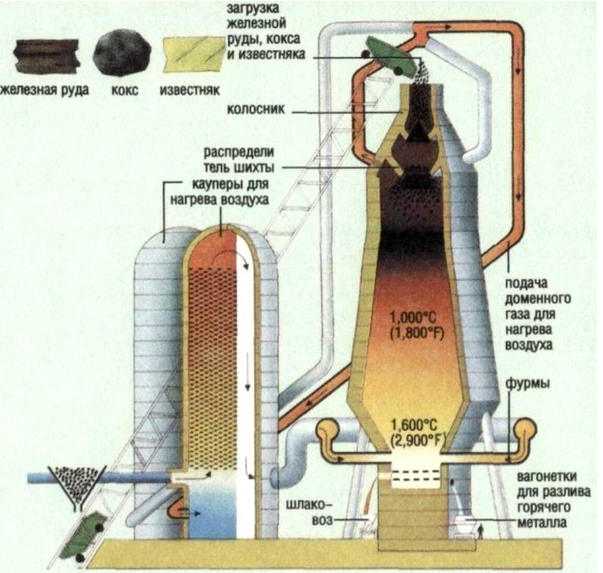 загрузка
железной
руды, кокса
и известняка
железная руда
кокс
известняк
колосник
распредели
тель шихты
кауперы для
нагрева воздуха
подача
доменного
газа для
нагрева
воздуха
1,000°C
(1,800°F)
фурмы
1,600°C
(2,900°F)
шлако-
воз
вагонетки
для разлива
горячего
металла